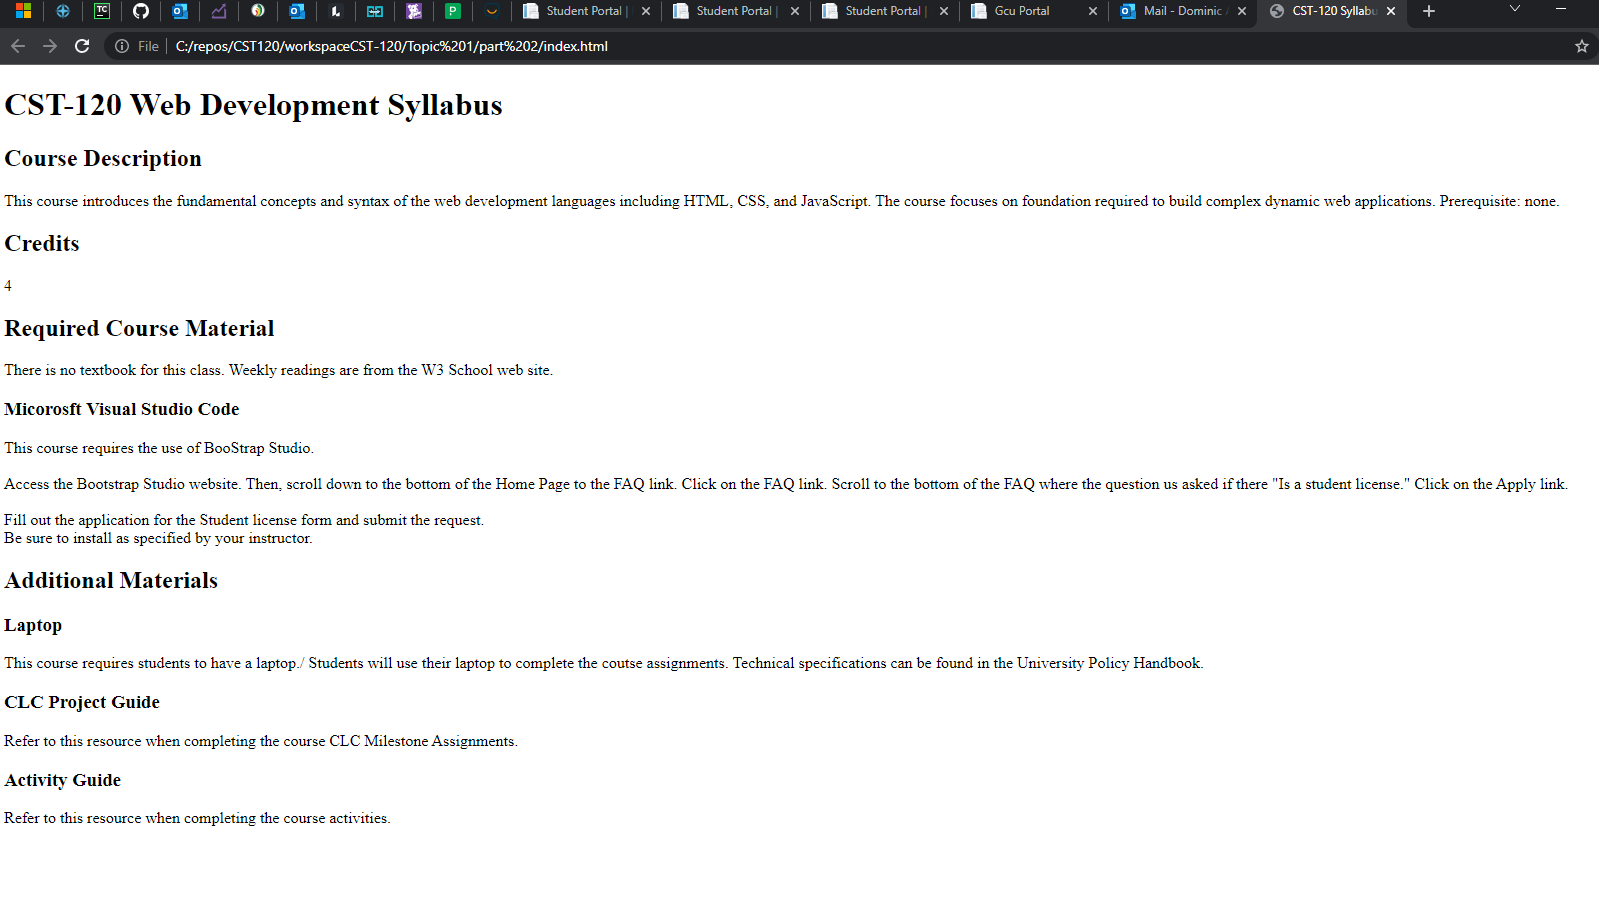 Student Portal | Student Portal | Student Portal | Gcu Portal Mail - Dominic CST-120 Syllabu
File C:/repos/CST120/workspaceCST-120/Topic%201/part%202/index.html
CST-120 Web Development Syllabus
Course Description
This course introduces the fundamental concepts and syntax of the web development languages including HTML, CSS, and JavaScript. The course focuses on foundation required to build complex dynamic web applications. Prerequisite: none.
Credits
4
Required Course Material
There is no textbook for this class. Weekly readings are from the W3 School web site.
Micorosft Visual Studio Code
This course requires the use of BooStrap Studio.
Access the Bootstrap Studio website. Then, scroll down to the bottom of the Home Page to the FAQ link. Click on the FAQ link. Scroll to the bottom of the FAQ where the question us asked if there "Is a student license." Click on the Apply link.
Fill out the application for the Student license form and submit the request.
Be sure to install as specified by your instructor.
Additional Materials
Laptop
This course requires students to have a laptop./ Students will use their laptop to complete the coutse assignments. Technical specifications can be found in the University Policy Handbook.
CLC Project Guide
Refer to this resource when completing the course CLC Milestone Assignments.
Activity Guide
Refer to this resource when completing the course activities.